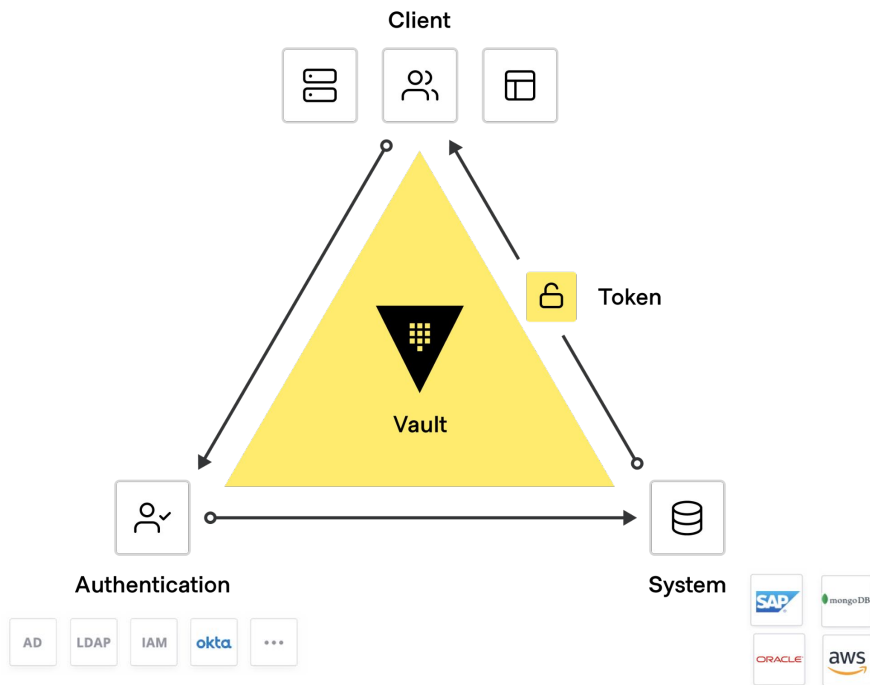 Client
Token
Vault
Authentication
System
AD
LDAP
IAM
okta
SAP
mongoDB
ORACLE
aws